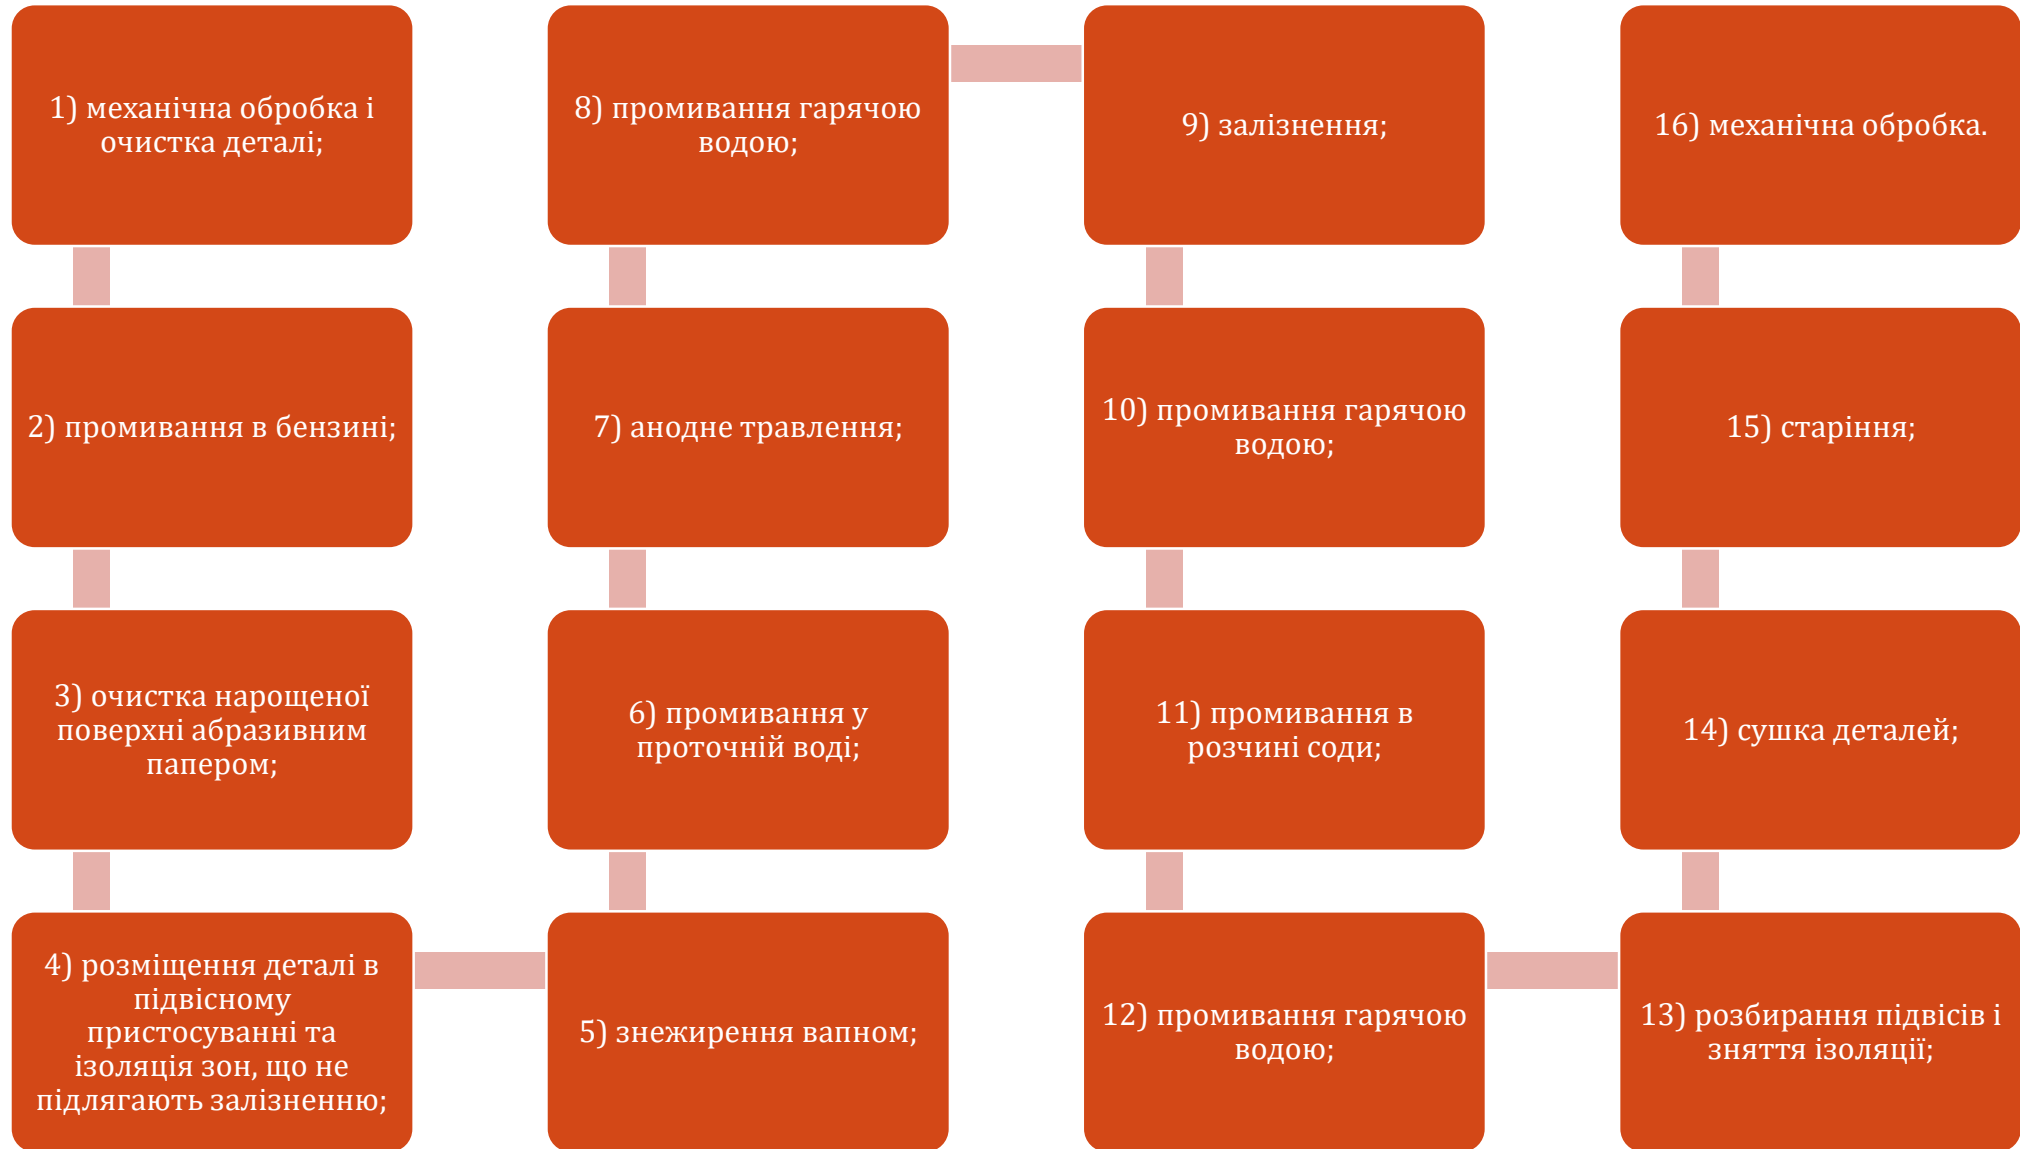 1) механічна обробка і
очистка деталі;
2) промивання в бензині;
3) очистка нарощеної
поверхні абразивним
папером;
4) розміщення деталі в
підвісному
пристосуванні та
ізоляція зон, що не
підлягають залізненню;
5) знежирення вапном;
6) промивання у
проточній воді;
7) анодне травлення;
8) промивання гарячою
водою;
9) залізнення;
10) промивання гарячою
водою;
11) промивання в
розчині соди;
12) промивання гарячою
водою;
13) розбирання підвісів і
зняття ізоляції;
14) сушка деталей;
15) старіння;
16) механічна обробка.